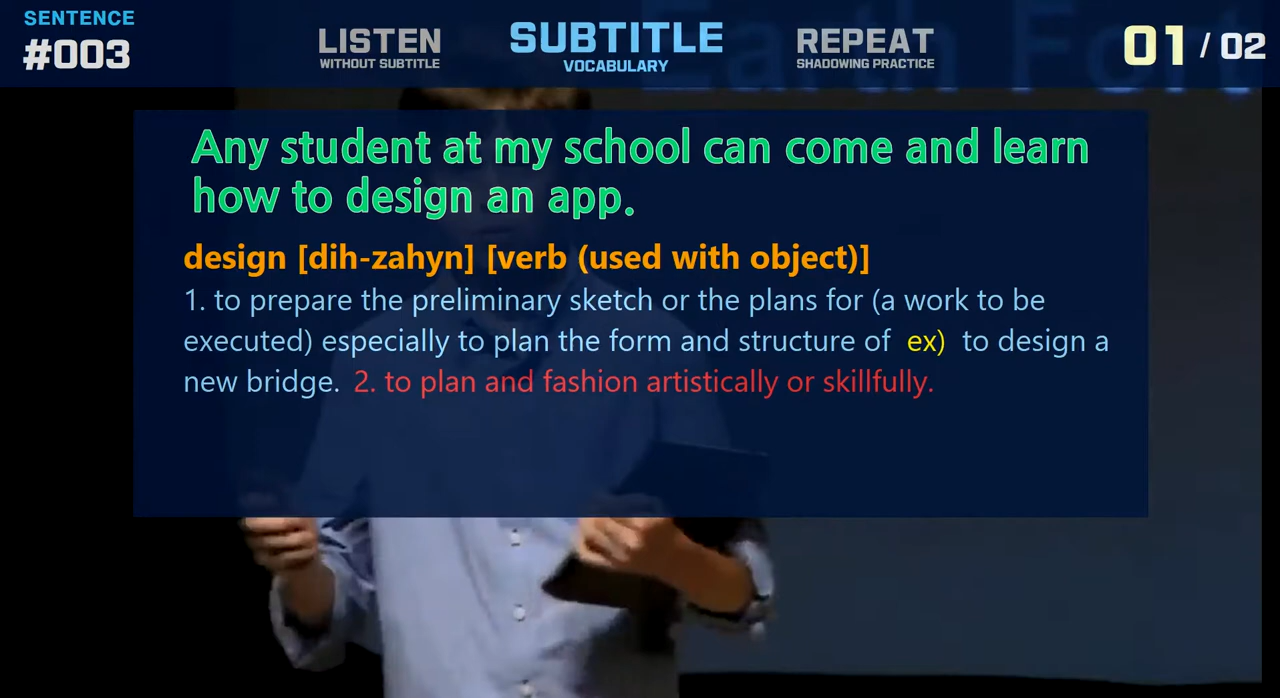 SENTENCE
#003
LISTEN
WITHOUT SUBTITLE
SUBTITLE
VOCABULARY
REPEAT
SHADOWING PRACTICE
01 / 02
Earth Fort
Any student at my school can come and learn
how to design an app.
design [dih-zahyn] [verb (used with object)]
1. to prepare the preliminary sketch or the plans for (a work to be
executed) especially to plan the form and structure of ex) to design a
new bridge. 2. to plan and fashion artistically or skillfully.